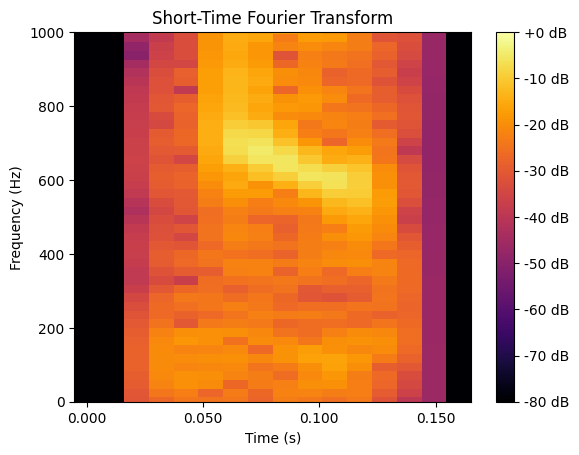 Short-Time Fourier Transform
1000
800
600
400
200
0
Frequency (Hz)
0.000
0.050
0.100
0.150
Time (s)
+0 dB
-10 dB
-20 dB
-30 dB
-40 dB
-50 dB
-60 dB
-70 dB
-80 dB